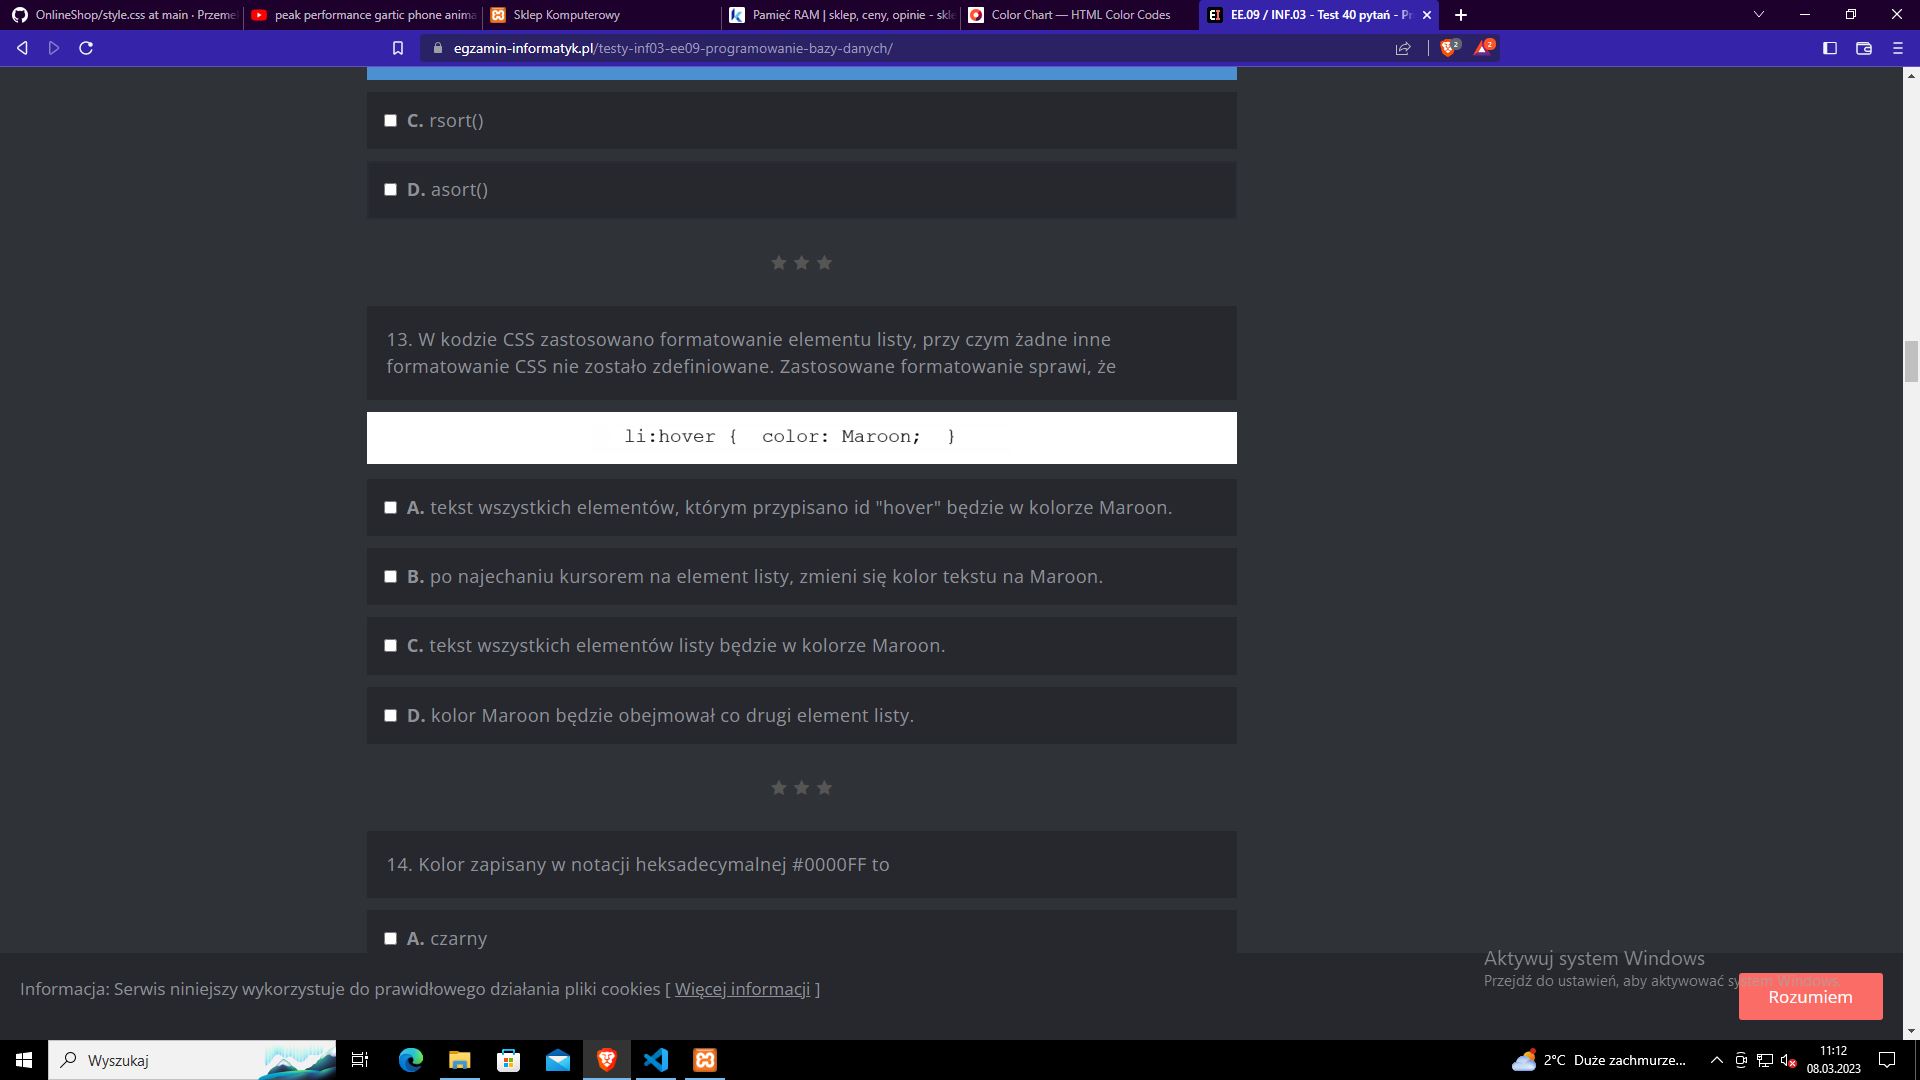 OnlineShop/style.css at main · Przeme
peak performance gartic phone anima
Sklep Komputerowy
Pamięć RAM | sklep, ceny, opinie - skle
Color Chart — HTML Color Codes
EE.09 / INF.03 - Test 40 pytań - Pr
egzamin-informatyk.pl/testy-inf03-ee09-programowanie-bazy-danych/
2
2
C. rsort()
D. asort()
13. W kodzie CSS zastosowano formatowanie elementu listy, przy czym żadne inne
formatowanie CSS nie zostało zdefiniowane. Zastosowane formatowanie sprawi, że
li:hover { color: Maroon; }
A. tekst wszystkich elementów, którym przypisano id "hover" będzie w kolorze Maroon.
B. po najechaniu kursorem na element listy, zmieni się kolor tekstu na Maroon.
C. tekst wszystkich elementów listy będzie w kolorze Maroon.
D. kolor Maroon będzie obejmował co drugi element listy.
14. Kolor zapisany w notacji heksadecymalnej #0000FF to
A. czarny
Aktywuj system Windows
Przejdź do ustawień, aby aktywować system Windows.
Informacja: Serwis niniejszy wykorzystuje do prawidłowego działania pliki cookies [ Więcej informacji ]
Rozumiem
Wyszukaj
2°C Duże zachmurze...
11:12
08.03.2023